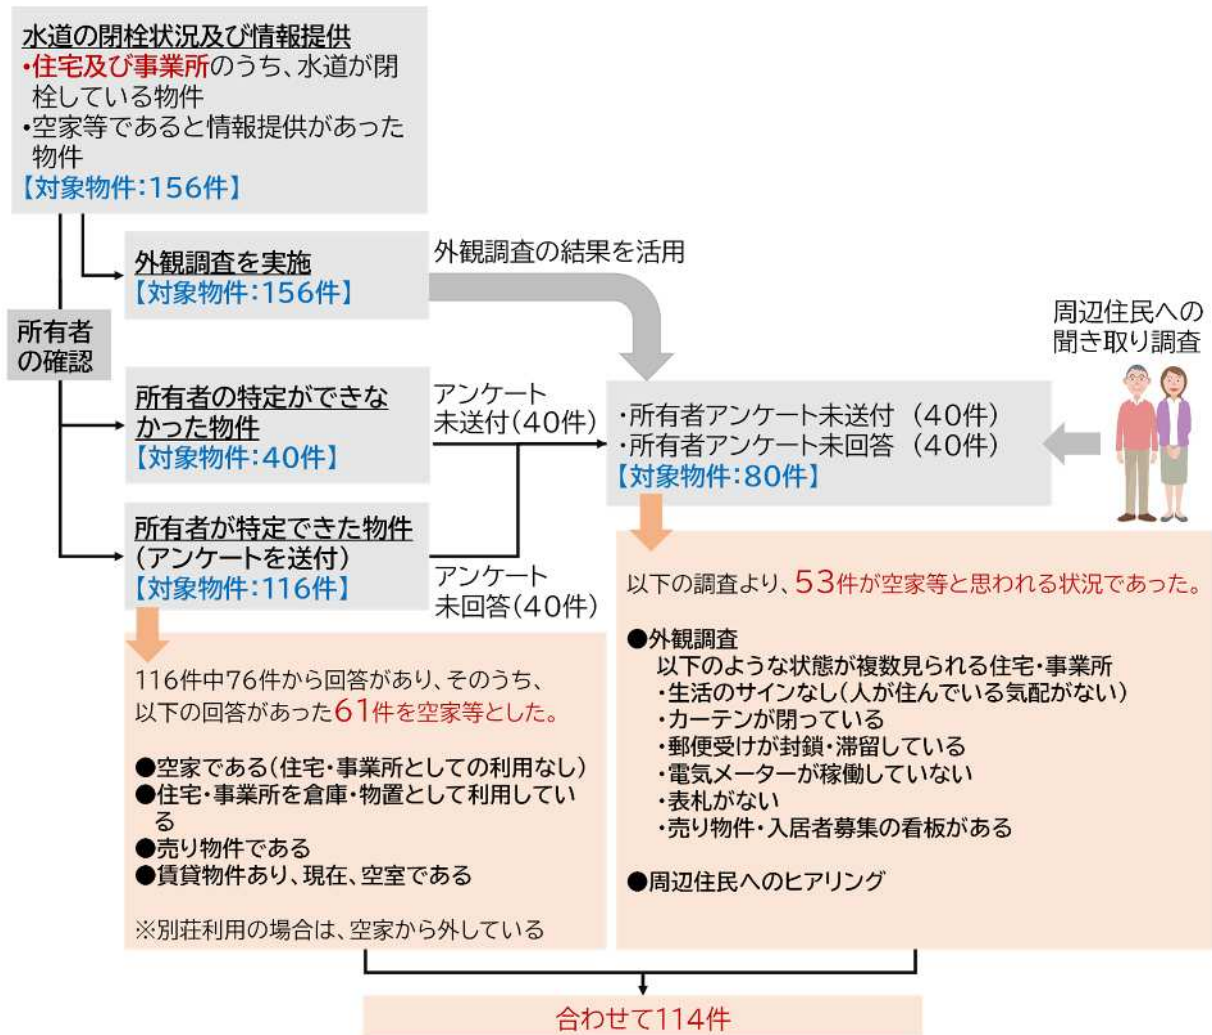 水道の閉栓状況及び情報提供
・住宅及び事業所のうち、水道が閉
栓している物件
・空家等であると情報提供があった
物件
【対象物件:156件】
外観調査を実施
【対象物件:156件】
外観調査の結果を活用
所有者
の確認
周辺住民への
聞き取り調査
所有者の特定ができな
かった物件
【対象物件:40件】
アンケート
未送付(40件)
・所有者アンケート未送付 (40件)
・所有者アンケート未回答 (40件)
【対象物件:80件】
所有者が特定できた物件
(アンケートを送付)
【対象物件:116件】
アンケート
未回答(40件)
116件中76件から回答があり、そのうち、
以下の回答があった61件を空家等とした。
●空家である(住宅・事業所としての利用なし)
●住宅・事業所を倉庫・物置として利用してい
る
●売り物件である
●賃貸物件あり、現在、空室である
※別荘利用の場合は、空家から外している
以下の調査より、53件が空家等と思われる状況であった。
●外観調査
以下のような状態が複数見られる住宅・事業所
・生活のサインなし(人が住んでいる気配がない)
・カーテンが閉っている
・郵便受けが封鎖・滞留している
・電気メーターが稼働していない
・表札がない
・売り物件・入居者募集の看板がある
●周辺住民へのヒアリング
合わせて114件